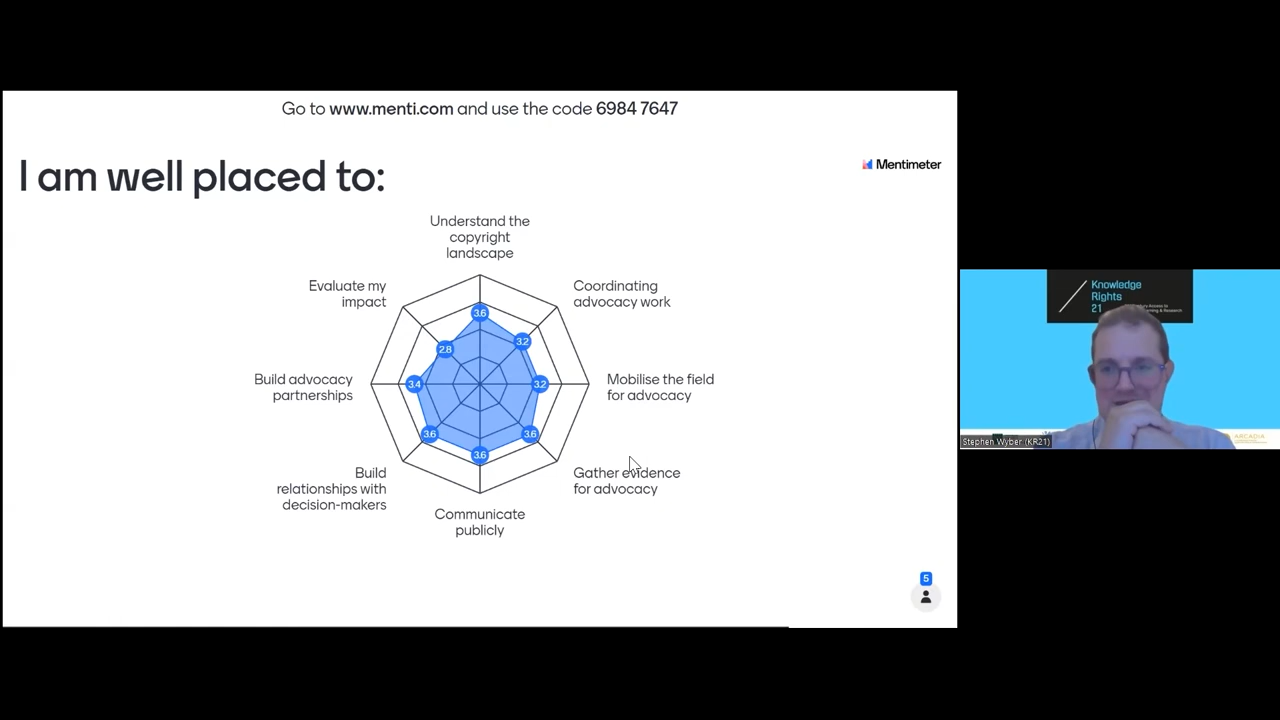 Go to www.menti.com and use the code 6984 7647
I am well placed to:
Mentimeter
Understand the
copyright
landscape
Evaluate my
impact
Coordinating
advocacy work
3.6
3.2
2.8
Build advocacy
partnerships
3.4
3.2
Mobilise the field
for advocacy
3.6
3.6
3.6
Build
relationships with
decision-makers
Gather evidence
for advocacy
Communicate
publicly
5
Knowledge
Rights
21
Stephen Wyber (KR21)
ARCADIA